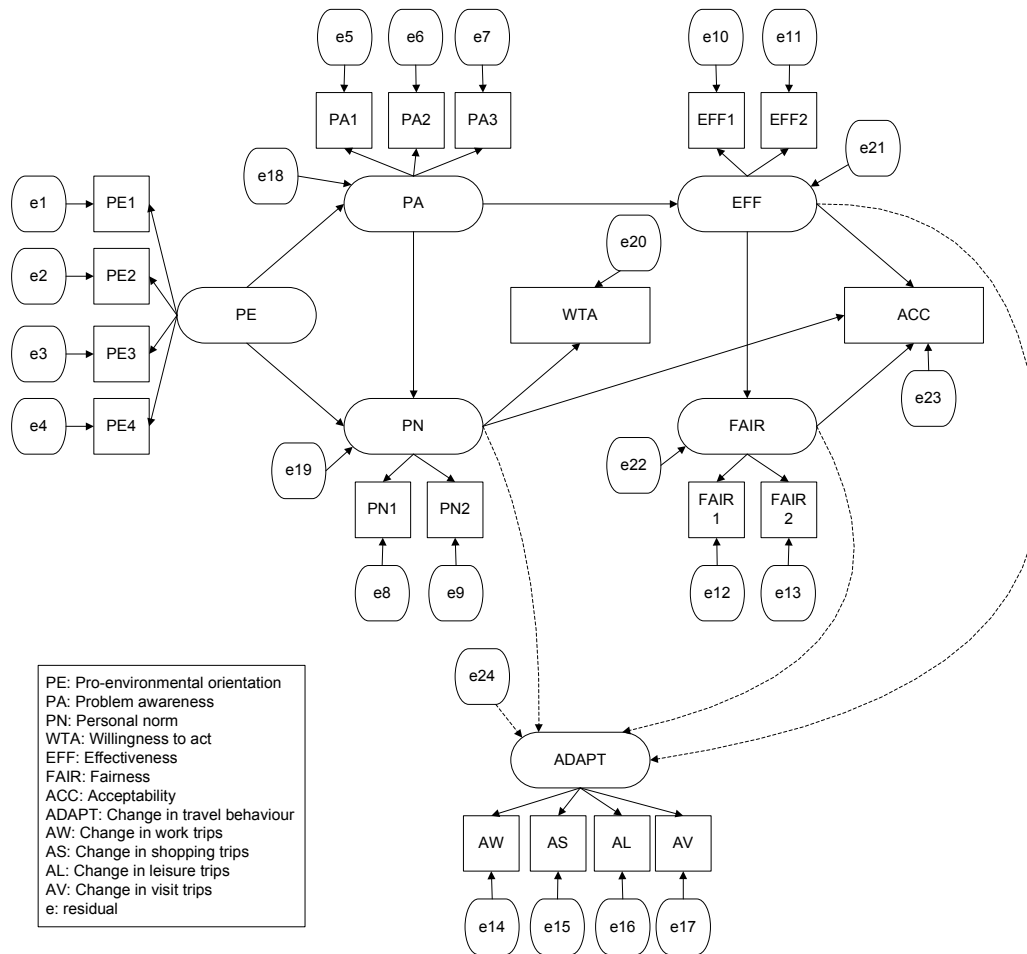 e5
e6
e7
e10
e11
PA1
PA2
PA3
EFF1
EFF2
e18
e21
e1
PE1
PA
EFF
e20
e2
PE2
PE
WTA
ACC
e3
PE3
e23
e4
PE4
PN
FAIR
e19
e22
PN1
PN2
FAIR
1
FAIR
2
e8
e9
e12
e13
PE: Pro-environmental orientation
PA: Problem awareness
PN: Personal norm
WTA: Willingness to act
EFF: Effectiveness
FAIR: Fairness
ACC: Acceptability
ADAPT: Change in travel behaviour
AW: Change in work trips
AS: Change in shopping trips
AL: Change in leisure trips
AV: Change in visit trips
e: residual
e24
ADAPT
AW
AS
AL
AV
e14
e15
e16
e17